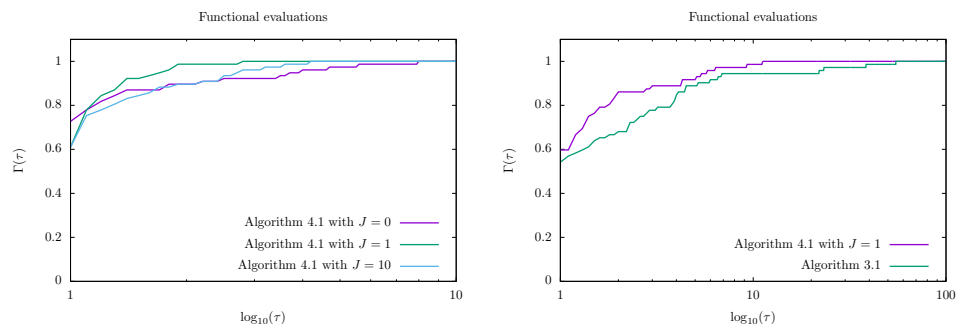 Functional evaluations
1
0.8
0.6
0.4
0.2
0
Γ(τ)
Algorithm 4.1 with J = 0
Algorithm 4.1 with J = 1
Algorithm 4.1 with J = 10
1
10
log₁₀(τ)
Functional evaluations
1
0.8
0.6
0.4
0.2
0
Γ(τ)
Algorithm 4.1 with J = 1
Algorithm 3.1
1
10
100
log₁₀(τ)